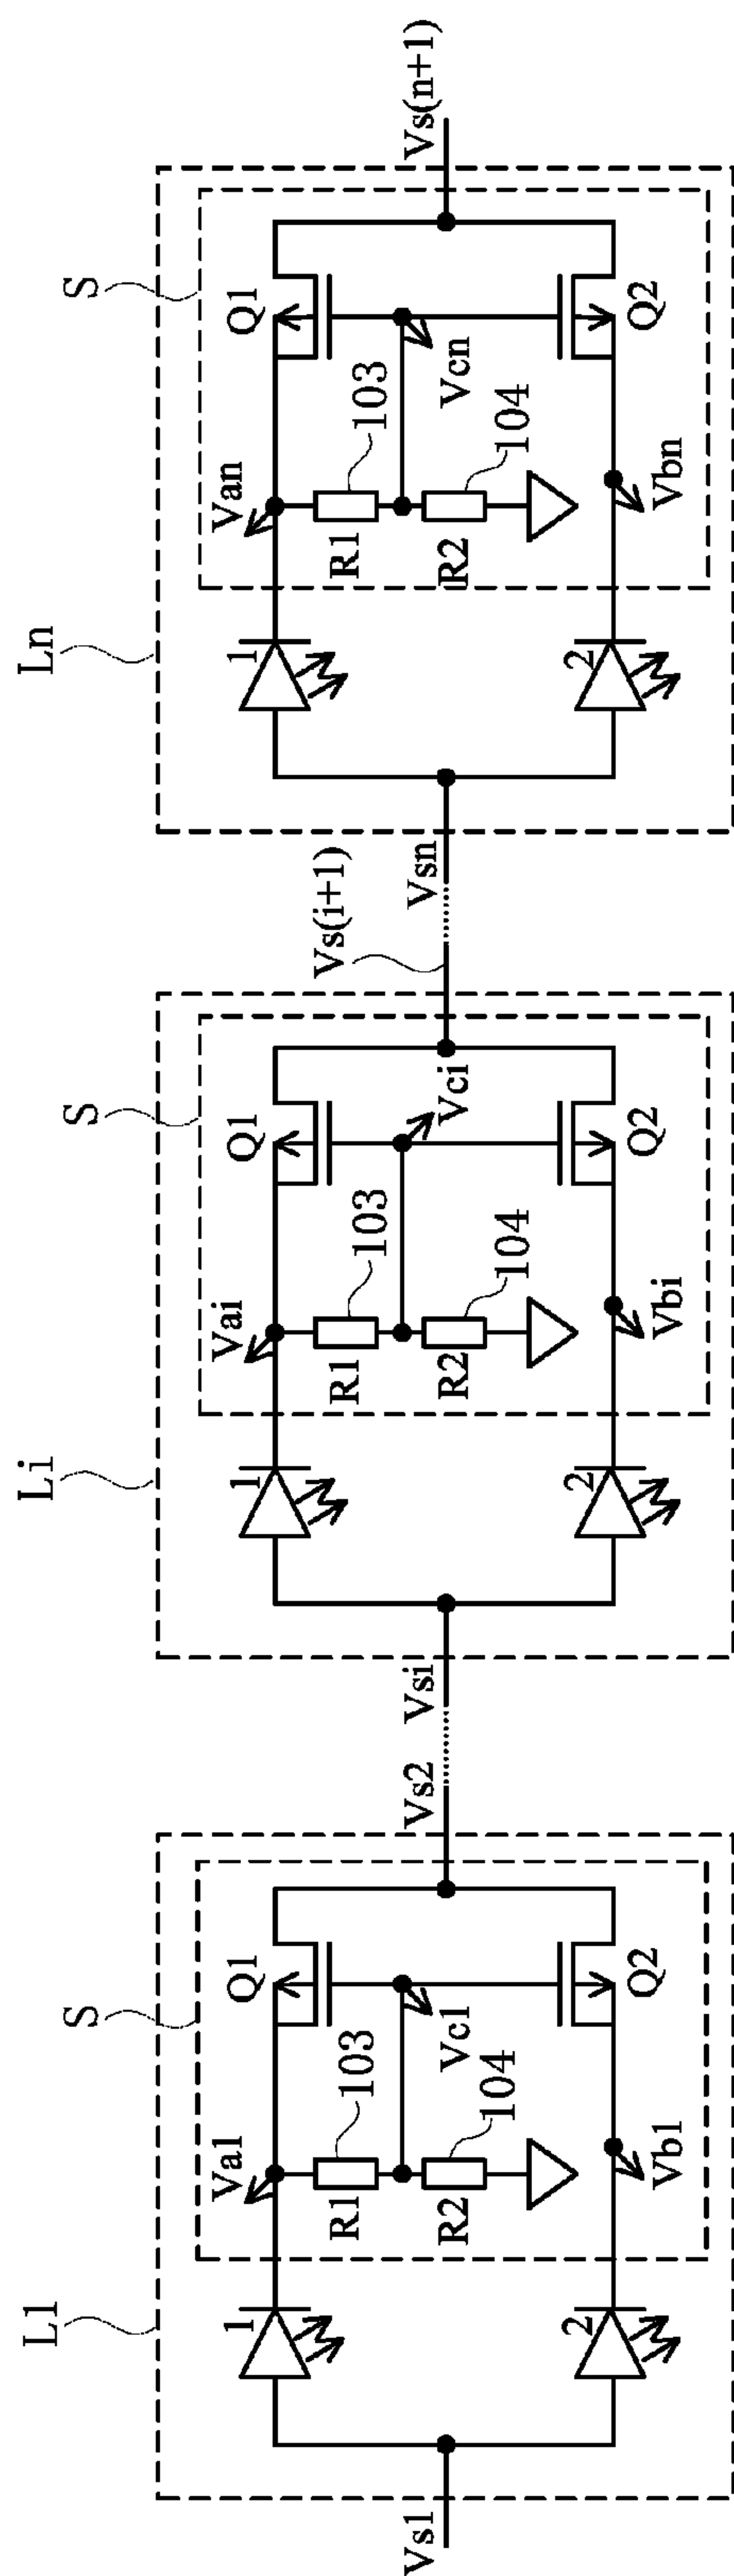 L1
S
Vs1
1
2
Va1
R1
103
R2
104
Vc1
Vb1
Q1
Q2
Vs2
Li
S
Vsi
1
2
Vai
R1
103
R2
104
Vci
Vbi
Q1
Q2
Vs(i+1)
Ln
S
Vsn
1
2
Van
R1
103
R2
104
Vcn
Vbn
Q1
Q2
Vs(n+1)